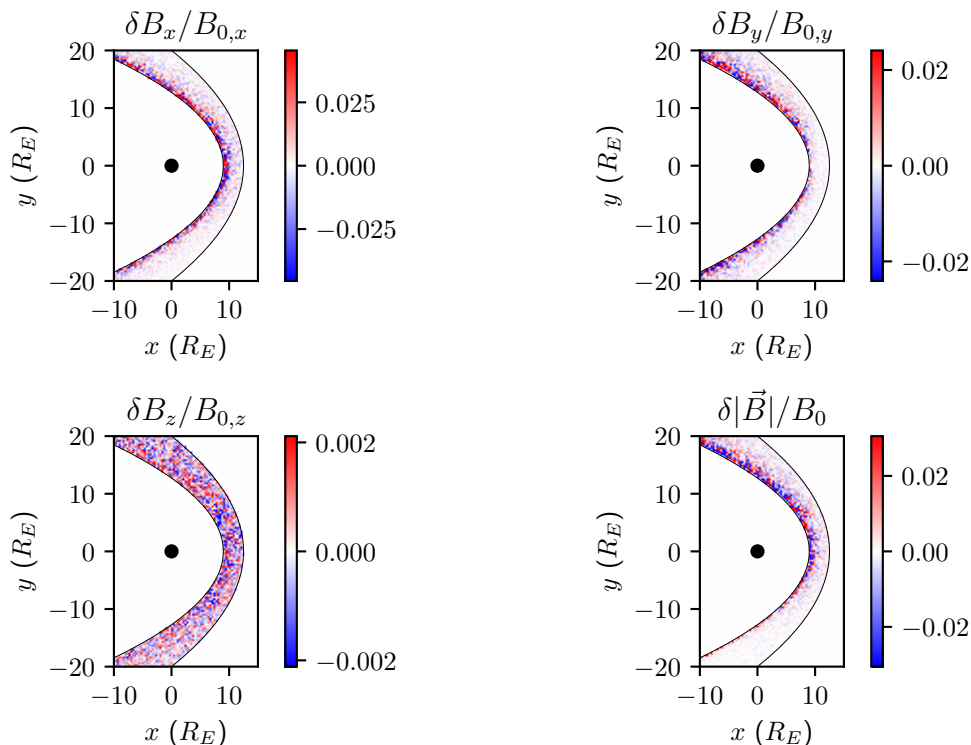 δB_x/B_{0,x}
20
10
0
−10
−20
y (R_E)
−10 0 10
x (R_E)
0.025
0.000
−0.025
δB_y/B_{0,y}
20
10
0
−10
−20
y (R_E)
−10 0 10
x (R_E)
0.02
0.00
−0.02
δB_z/B_{0,z}
20
10
0
−10
−20
y (R_E)
−10 0 10
x (R_E)
0.002
0.000
−0.002
δ|\vec{B}|/B_0
20
10
0
−10
−20
y (R_E)
−10 0 10
x (R_E)
0.02
0.00
−0.02